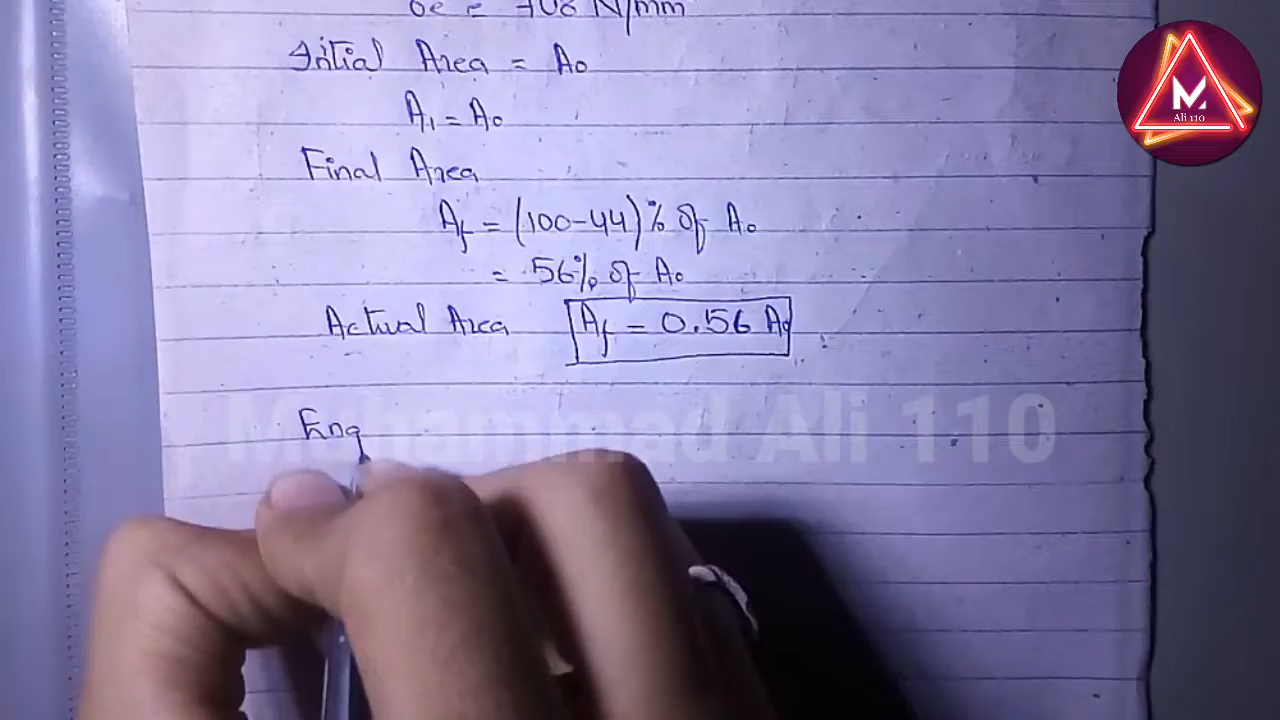 Initial Area = A₀
A₁ = A₀
Final Area
A_f = (100-44)% of A₀
= 56% of A₀
Actual Area A_f = 0.56 A₀
Eng
Muhammad Ali 110
M
Ali 110